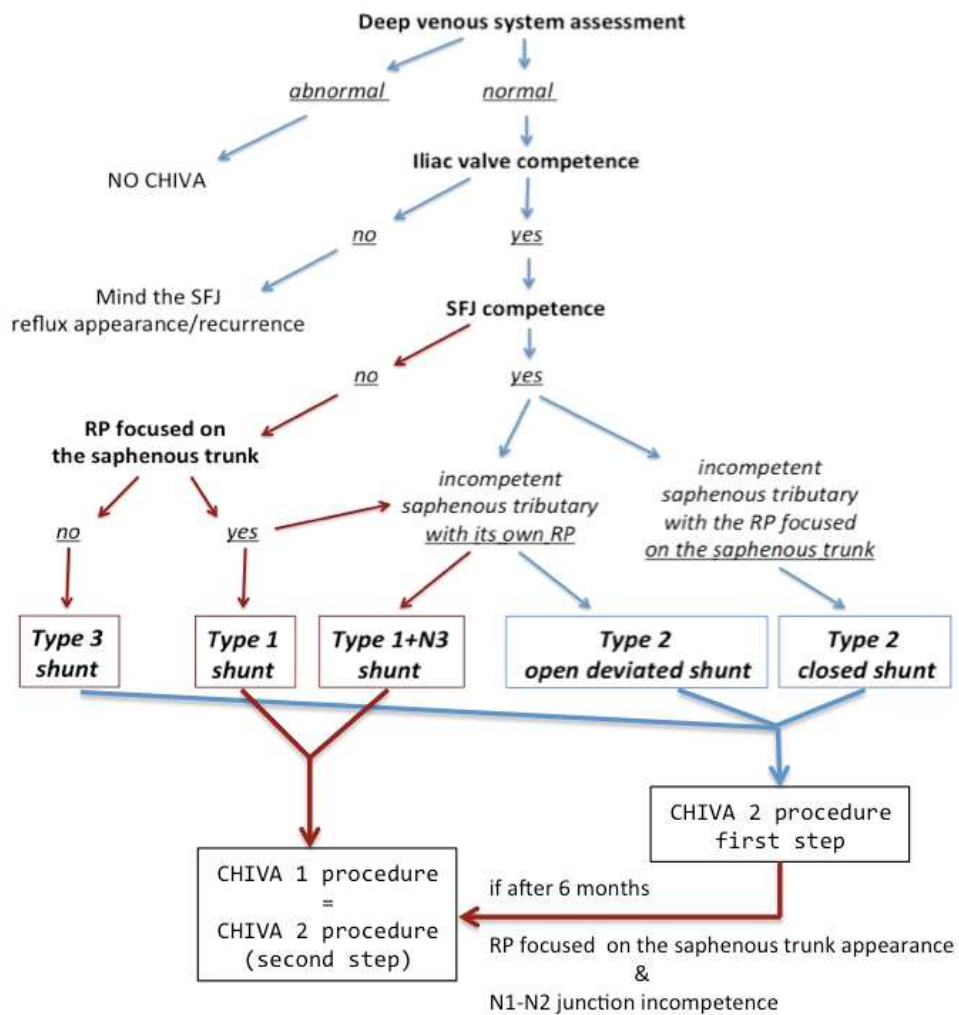 Deep venous system assessment
abnormal
normal
NO CHIVA
Iliac valve competence
no
yes
Mind the SFJ
reflux appearance/recurrence
SFJ competence
no
yes
RP focused on
the saphenous trunk
incompetent
saphenous tributary
with its own RP
incompetent
saphenous tributary
with the RP focused
on the saphenous trunk
no
yes
Type 3
shunt
Type 1
shunt
Type 1+N3
shunt
Type 2
open deviated shunt
Type 2
closed shunt
CHIVA 2 procedure
first step
CHIVA 1 procedure
=
CHIVA 2 procedure
(second step)
if after 6 months
RP focused on the saphenous trunk appearance
&
N1-N2 junction incompetence